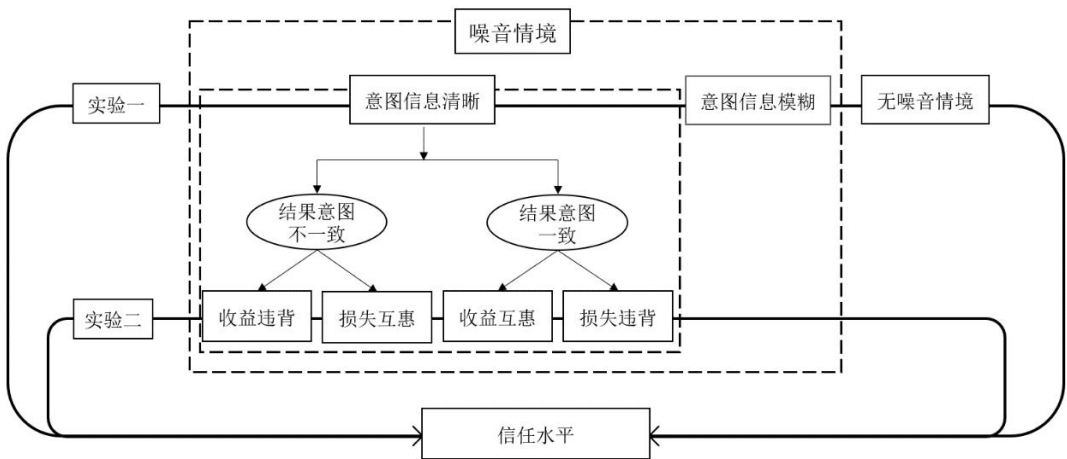 噪音情境
实验一
意图信息清晰
意图信息模糊
无噪音情境
结果意图
不一致
结果意图
一致
实验二
收益违背
损失互惠
收益互惠
损失违背
信任水平